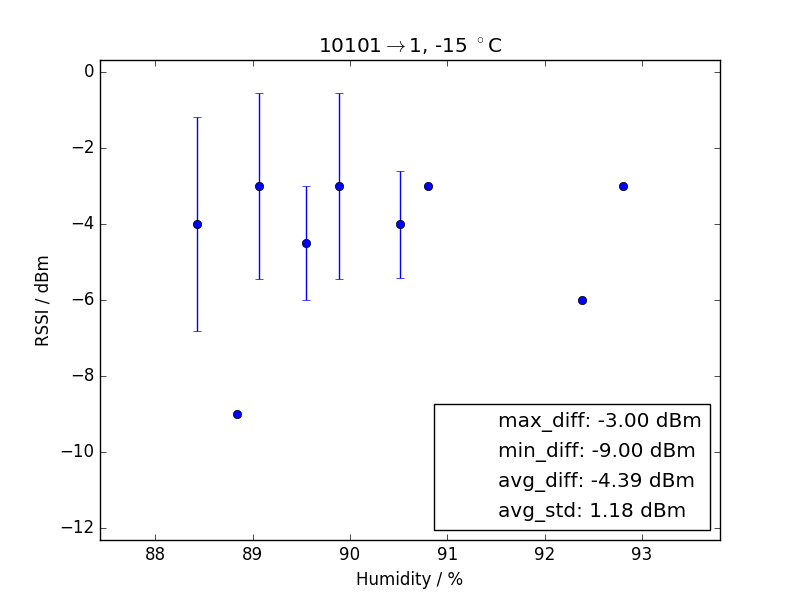 10101→1, -15 °C
0
−2
−4
−6
−8
−10
−12
RSSI / dBm
max_diff: -3.00 dBm
min_diff: -9.00 dBm
avg_diff: -4.39 dBm
avg_std: 1.18 dBm
88 89 90 91 92 93
Humidity / %